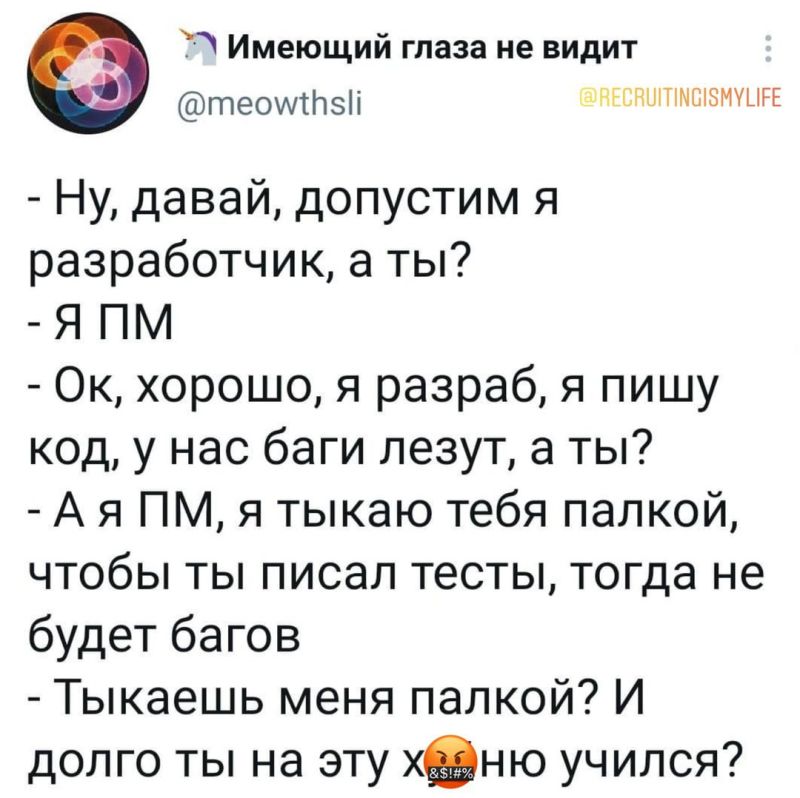 🦄 Имеющий глаза не видит
@meowthsli
@RECRUITINGISMYLIFE
- Ну, давай, допустим я
разработчик, а ты?
- Я ПМ
- Ок, хорошо, я разраб, я пишу
код, у нас баги лезут, а ты?
- А я ПМ, я тыкаю тебя палкой,
чтобы ты писал тесты, тогда не
будет багов
- Тыкаешь меня палкой? И
долго ты на эту х🤬ню учился?